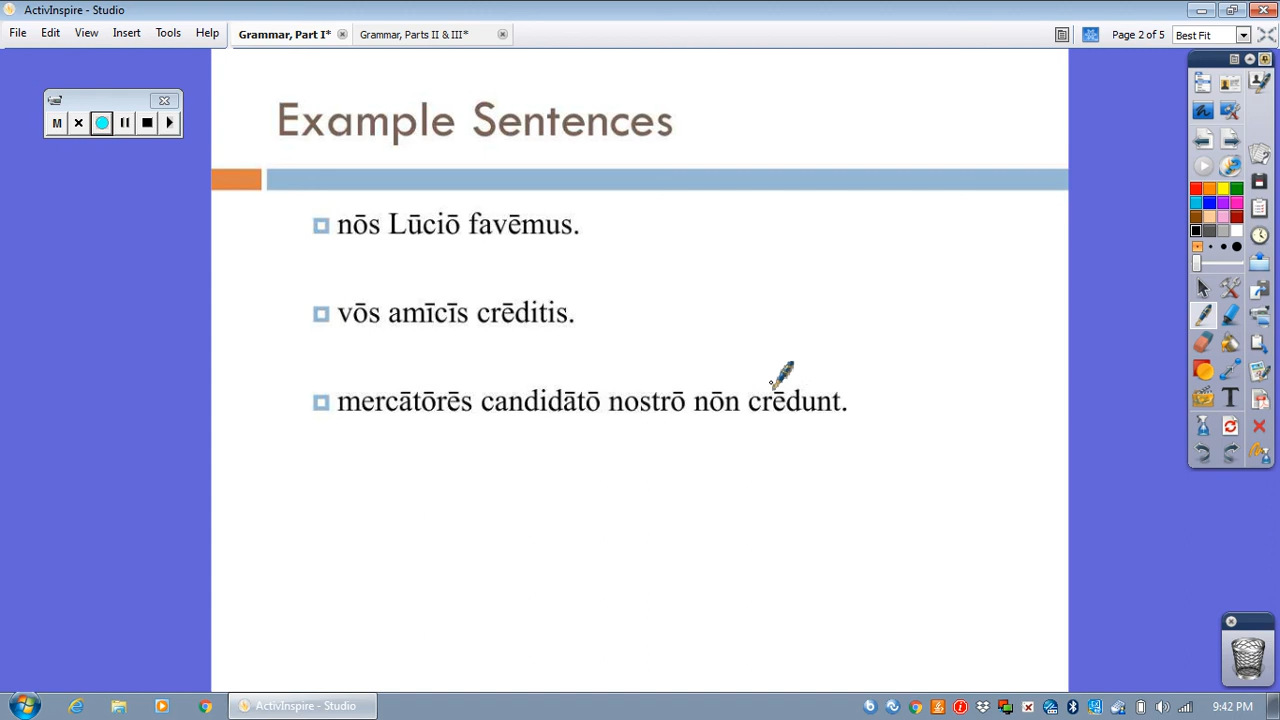 ActivInspire - Studio
File Edit View Insert Tools Help
Grammar, Part I* Grammar, Parts II & III* Page 2 of 5 Best Fit
M
Example Sentences
nōs Lūciō favēmus.
vōs amīcīs crēditis.
mercātōrēs candidātō nostrō nōn crēdunt.
T
ActivInspire - Studio 9:42 PM